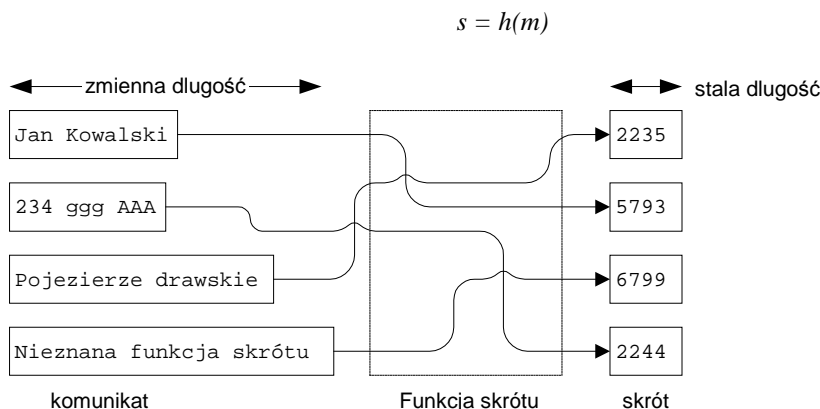 s = h(m)
zmienna dlugość
stala dlugość
Jan Kowalski
2235
234 ggg AAA
5793
Pojezierze drawskie
6799
Nieznana funkcja skrótu
2244
komunikat
Funkcja skrótu
skrót